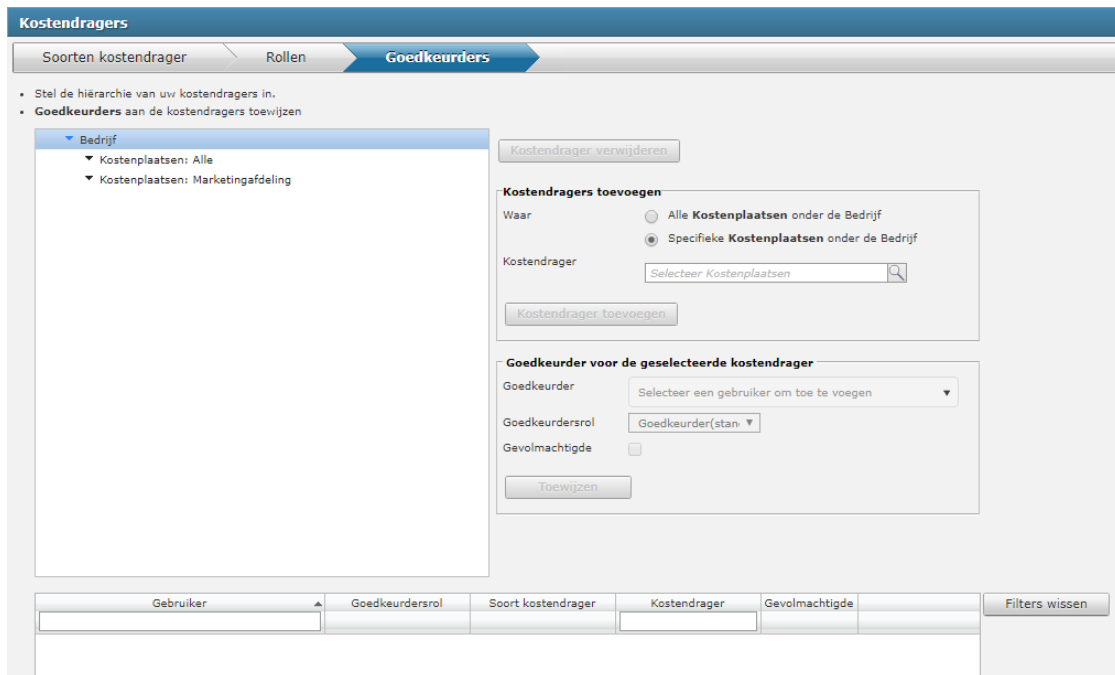 Kostendragers
Soorten kostendrager
Rollen
Goedkeurders
Stel de hiërarchie van uw kostendragers in.
Goedkeurders aan de kostendragers toewijzen
Bedrijf
Kostenplaatsen: Alle
Kostenplaatsen: Marketingafdeling
Kostendrager verwijderen
Kostendragers toevoegen
Waar
Alle Kostenplaatsen onder de Bedrijf
Specifieke Kostenplaatsen onder de Bedrijf
Kostendrager
Selecteer Kostenplaatsen
Kostendrager toevoegen
Goedkeurder voor de geselecteerde kostendrager
Goedkeurder
Selecteer een gebruiker om toe te voegen
Goedkeurdersrol
Goedkeurder(stan
Gevolmachtigde
Toewijzen
Gebruiker
Goedkeurdersrol
Soort kostendrager
Kostendrager
Gevolmachtigde
Filters wissen